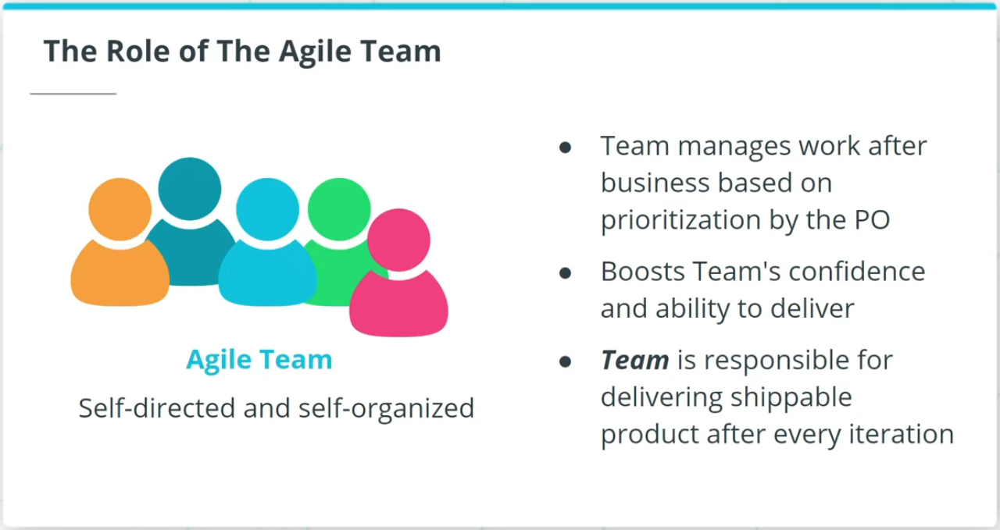 The Role of The Agile Team
Agile Team
Self-directed and self-organized
● Team manages work after
business based on
prioritization by the PO
● Boosts Team's confidence
and ability to deliver
● Team is responsible for
delivering shippable
product after every iteration